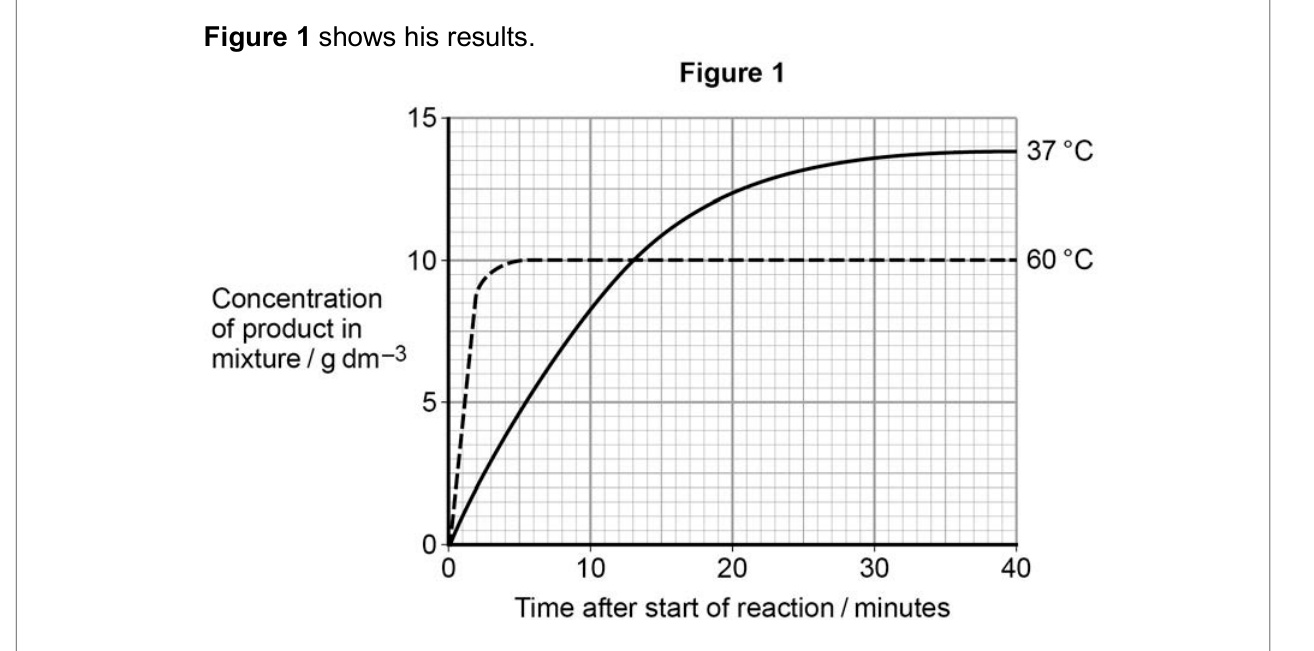 Figure 1 shows his results.
Figure 1
15
37 °C
10
60 °C
Concentration
of product in
mixture / g dm–3
5
0
0 10 20 30 40
Time after start of reaction / minutes